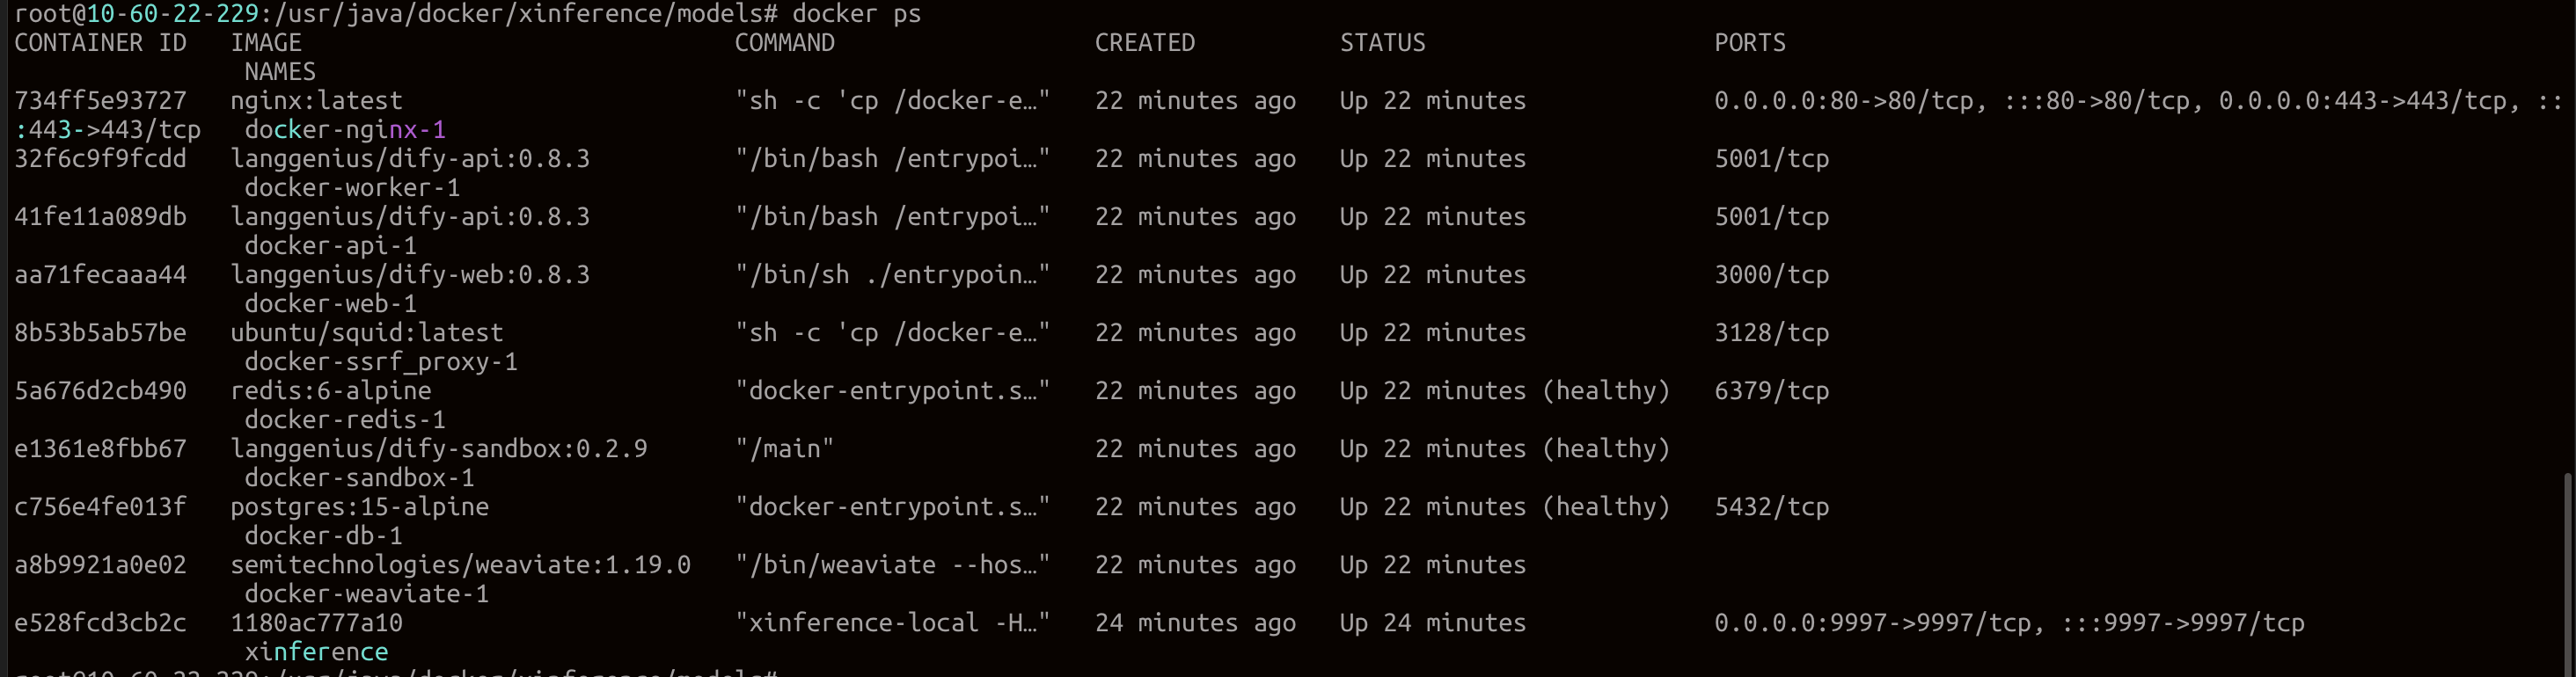 root@10-60-22-229:/usr/java/docker/xinference/models# docker ps
CONTAINER ID   IMAGE                              COMMAND                  CREATED          STATUS                    PORTS
                NAMES
734ff5e93727   nginx:latest                       "sh -c 'cp /docker-e…"   22 minutes ago   Up 22 minutes             0.0.0.0:80->80/tcp, :::80->80/tcp, 0.0.0.0:443->443/tcp, ::
:443->443/tcp   docker-nginx-1
32f6c9f9fcdd   langgenius/dify-api:0.8.3          "/bin/bash /entrypoi…"   22 minutes ago   Up 22 minutes             5001/tcp
                docker-worker-1
41fe11a089db   langgenius/dify-api:0.8.3          "/bin/bash /entrypoi…"   22 minutes ago   Up 22 minutes             5001/tcp
                docker-api-1
aa71fecaaa44   langgenius/dify-web:0.8.3          "/bin/sh ./entrypoin…"   22 minutes ago   Up 22 minutes             3000/tcp
                docker-web-1
8b53b5ab57be   ubuntu/squid:latest                "sh -c 'cp /docker-e…"   22 minutes ago   Up 22 minutes             3128/tcp
                docker-ssrf_proxy-1
5a676d2cb490   redis:6-alpine                     "docker-entrypoint.s…"   22 minutes ago   Up 22 minutes (healthy)   6379/tcp
                docker-redis-1
e1361e8fbb67   langgenius/dify-sandbox:0.2.9      "/main"                  22 minutes ago   Up 22 minutes (healthy)
                docker-sandbox-1
c756e4fe013f   postgres:15-alpine                 "docker-entrypoint.s…"   22 minutes ago   Up 22 minutes (healthy)   5432/tcp
                docker-db-1
a8b9921a0e02   semitechnologies/weaviate:1.19.0   "/bin/weaviate --hos…"   22 minutes ago   Up 22 minutes
                docker-weaviate-1
e528fcd3cb2c   1180ac777a10                       "xinference-local -H…"   24 minutes ago   Up 24 minutes             0.0.0.0:9997->9997/tcp, :::9997->9997/tcp
                xinference
root@10-60-22-229:/usr/java/docker/xinference/models#